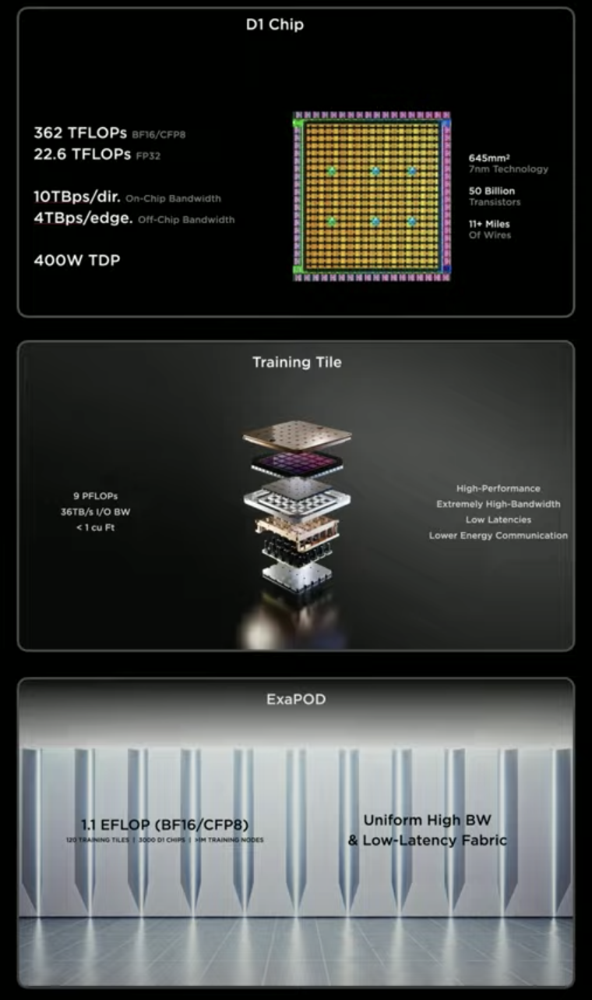 D1 Chip
362 TFLOPs BF16/CFP8
22.6 TFLOPs FP32
10TBps/dir. On-Chip Bandwidth
4TBps/edge. Off-Chip Bandwidth
400W TDP
645mm²
7nm Technology
50 Billion
Transistors
11+ Miles
Of Wires
Training Tile
9 PFLOPs
36TB/s I/O BW
< 1 cu Ft
High-Performance
Extremely High-Bandwidth
Low Latencies
Lower Energy Communication
ExaPOD
1.1 EFLOP (BF16/CFP8)
120 TRAINING TILES | 3000 D1 CHIPS | >1M TRAINING NODES
Uniform High BW
& Low-Latency Fabric